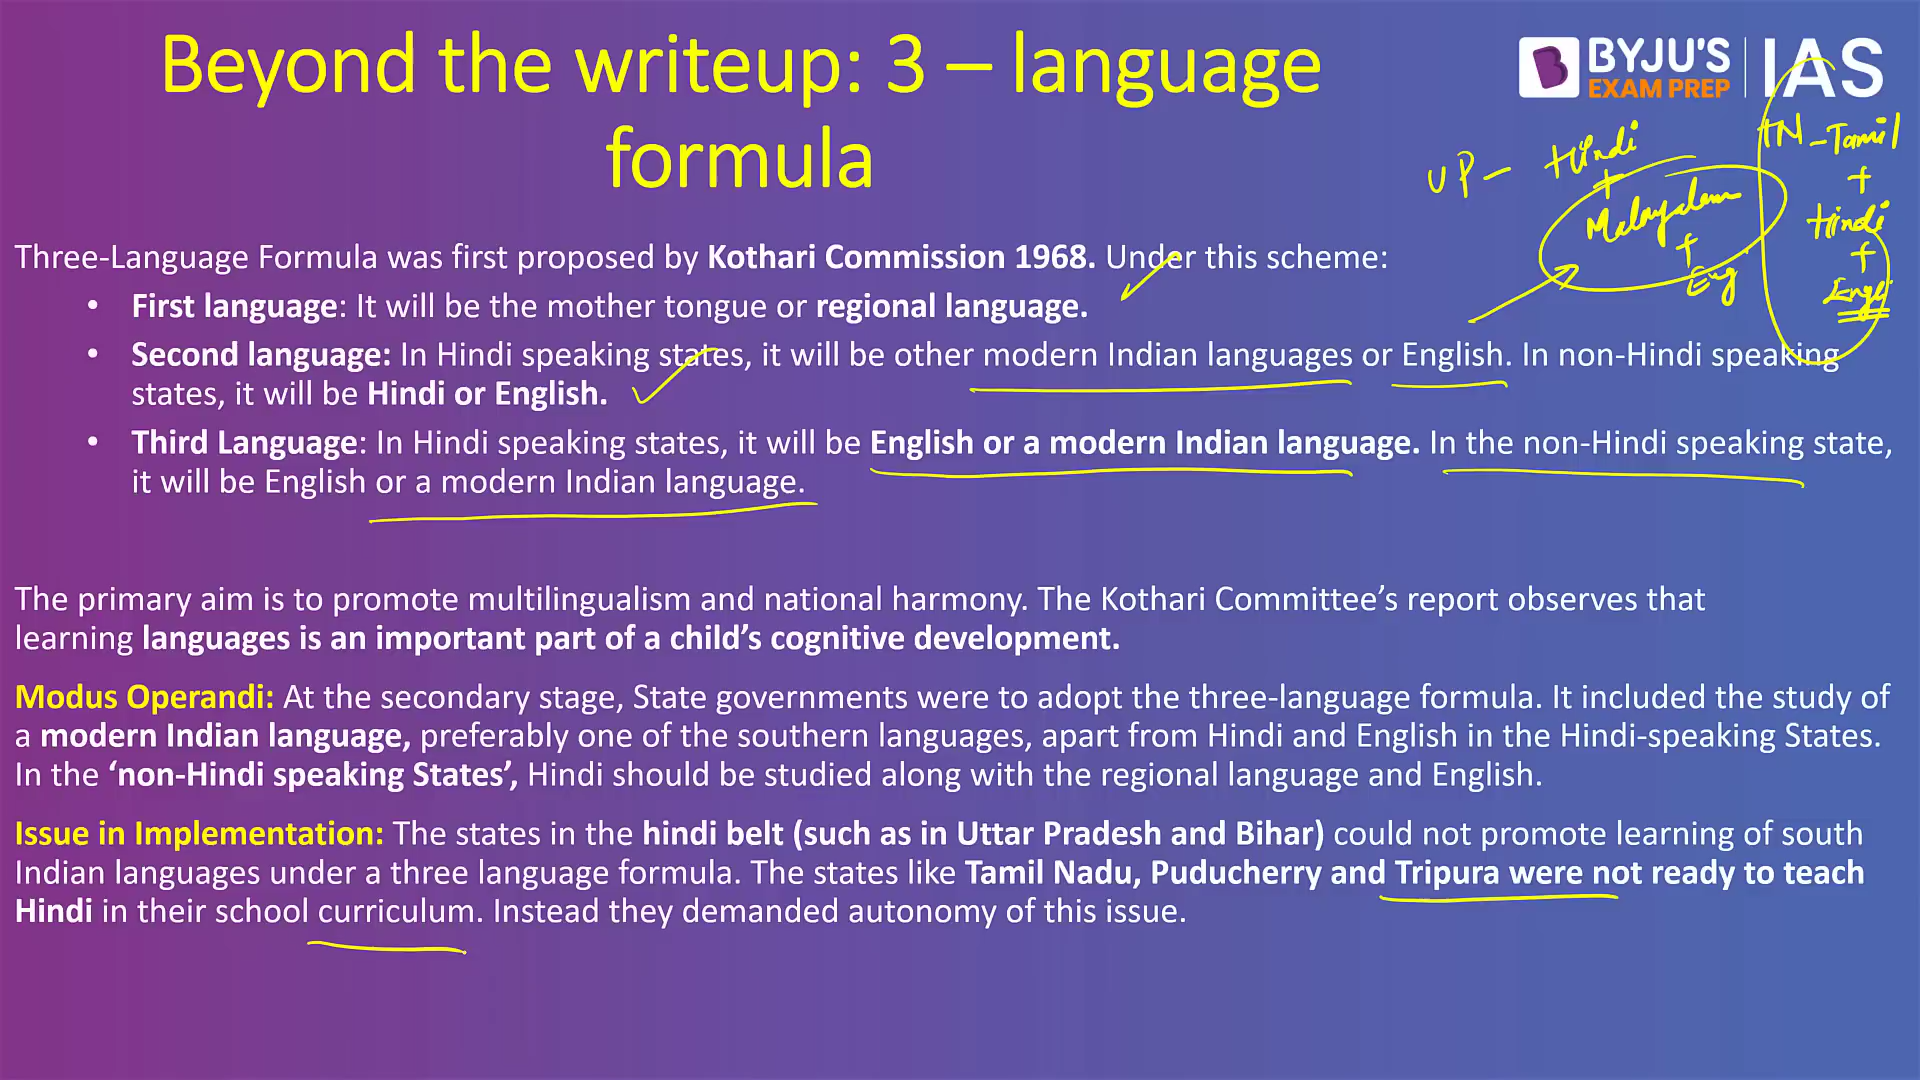 Beyond the writeup: 3 – language
formula
BYJU'S
EXAM PREP
IAS
UP – Hindi
+
Malayalam
+
Eng
TN – Tamil
+
Hindi
+
Three-Language Formula was first proposed by Kothari Commission 1968. Under this scheme:
• First language: It will be the mother tongue or regional language.
• Second language: In Hindi speaking states, it will be other modern Indian languages or English. In non-Hindi speaking
states, it will be Hindi or English.
• Third Language: In Hindi speaking states, it will be English or a modern Indian language. In the non-Hindi speaking state,
it will be English or a modern Indian language.
The primary aim is to promote multilingualism and national harmony. The Kothari Committee's report observes that
learning languages is an important part of a child's cognitive development.
Modus Operandi: At the secondary stage, State governments were to adopt the three-language formula. It included the study of
a modern Indian language, preferably one of the southern languages, apart from Hindi and English in the Hindi-speaking States.
In the ‘non-Hindi speaking States’, Hindi should be studied along with the regional language and English.
Issue in Implementation: The states in the hindi belt (such as in Uttar Pradesh and Bihar) could not promote learning of south
Indian languages under a three language formula. The states like Tamil Nadu, Puducherry and Tripura were not ready to teach
Hindi in their school curriculum. Instead they demanded autonomy of this issue.